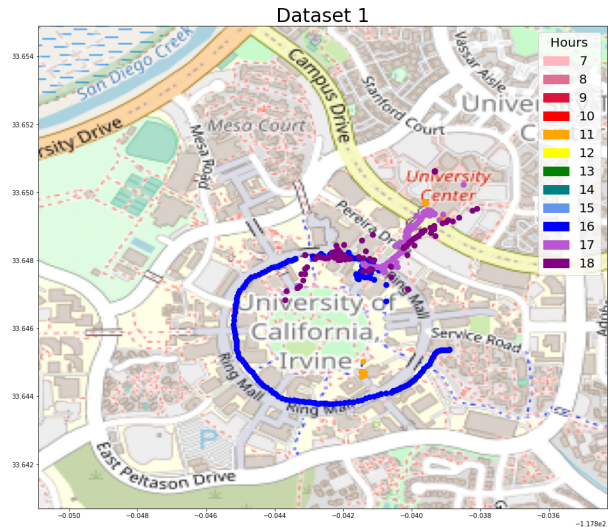 Dataset 1
33.654
33.652
33.650
33.648
33.646
33.644
33.642
San Diego Creek
rsity Drive
Campus Drive
Stanford Court
Vassar Aisle
Mesa Court
Mesa Road
University
Center
Pereira Dr
Ring Mall
University of
California,
Irvine
Service Road
Ring Mall
Ring Mall
P
East Peltason Drive
Hours
7
8
9
10
11
12
13
14
15
16
17
18
-0.050
-0.048
-0.046
-0.044
-0.042
-0.040
-0.038
-0.036
-1.178e2